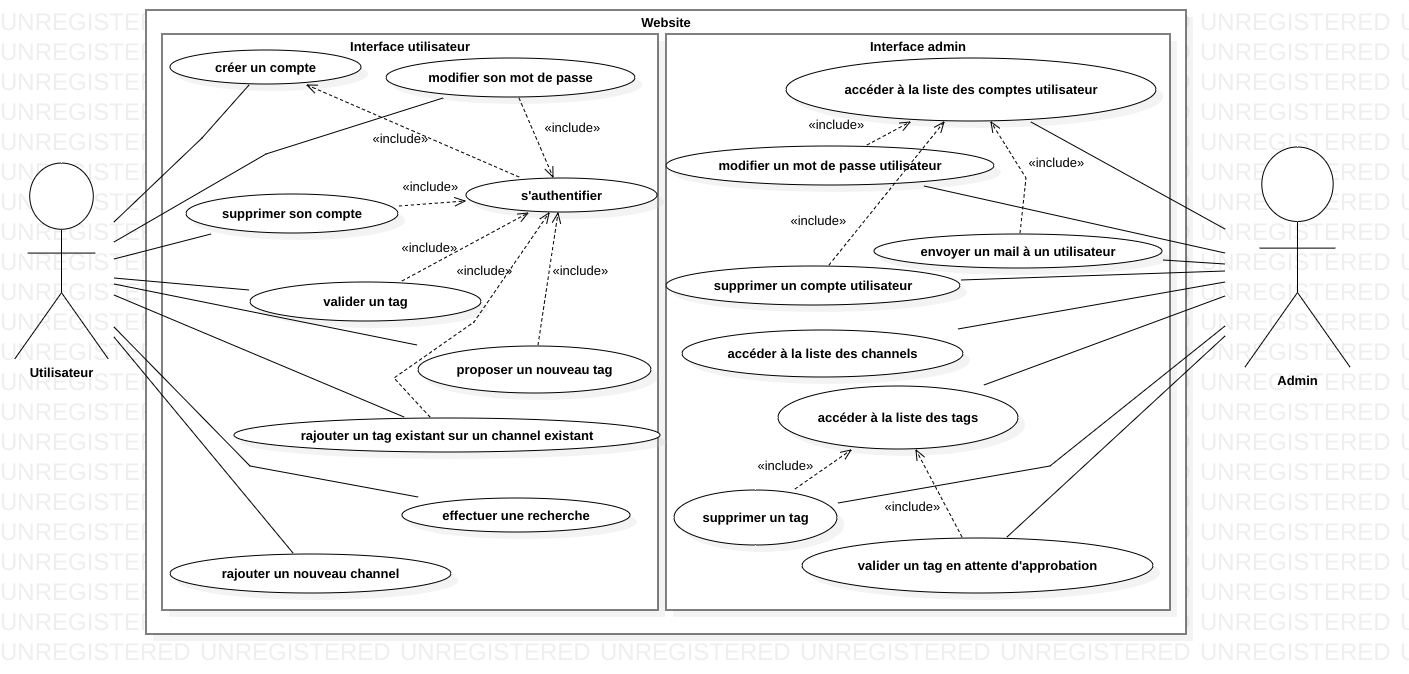 Website
Interface utilisateur
Interface admin
créer un compte
modifier son mot de passe
accéder à la liste des comptes utilisateur
«include»
«include»
«include»
modifier un mot de passe utilisateur
«include»
«include»
s'authentifier
supprimer son compte
«include»
«include»
envoyer un mail à un utilisateur
«include»
«include»
supprimer un compte utilisateur
valider un tag
accéder à la liste des channels
proposer un nouveau tag
Utilisateur
Admin
accéder à la liste des tags
rajouter un tag existant sur un channel existant
«include»
«include»
effectuer une recherche
supprimer un tag
valider un tag en attente d'approbation
rajouter un nouveau channel
UNREGISTERED UNREGISTERED UNREGISTERED UNREGISTERED UNREGISTERED UNREGISTERED UNREGISTERED